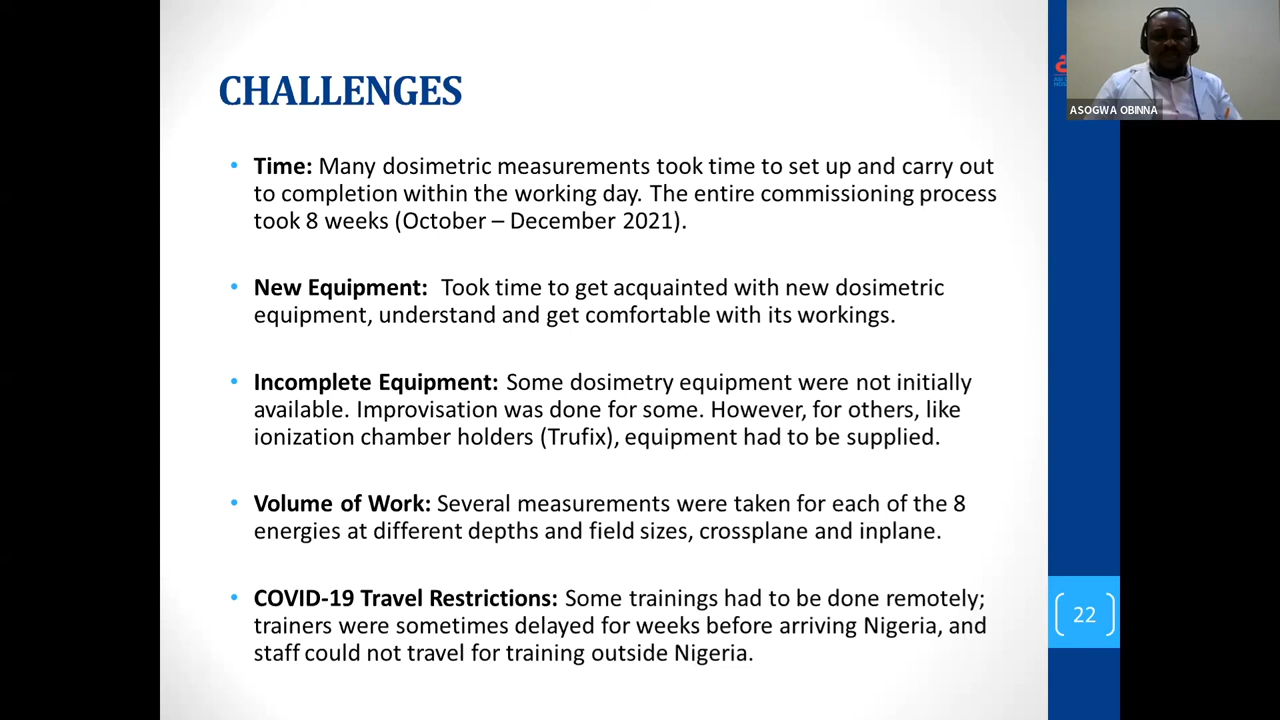 CHALLENGES
ASOGWA OBINNA
• Time: Many dosimetric measurements took time to set up and carry out
to completion within the working day. The entire commissioning process
took 8 weeks (October – December 2021).
• New Equipment: Took time to get acquainted with new dosimetric
equipment, understand and get comfortable with its workings.
• Incomplete Equipment: Some dosimetry equipment were not initially
available. Improvisation was done for some. However, for others, like
ionization chamber holders (Trufix), equipment had to be supplied.
• Volume of Work: Several measurements were taken for each of the 8
energies at different depths and field sizes, crossplane and inplane.
• COVID-19 Travel Restrictions: Some trainings had to be done remotely;
trainers were sometimes delayed for weeks before arriving Nigeria, and
staff could not travel for training outside Nigeria.
22